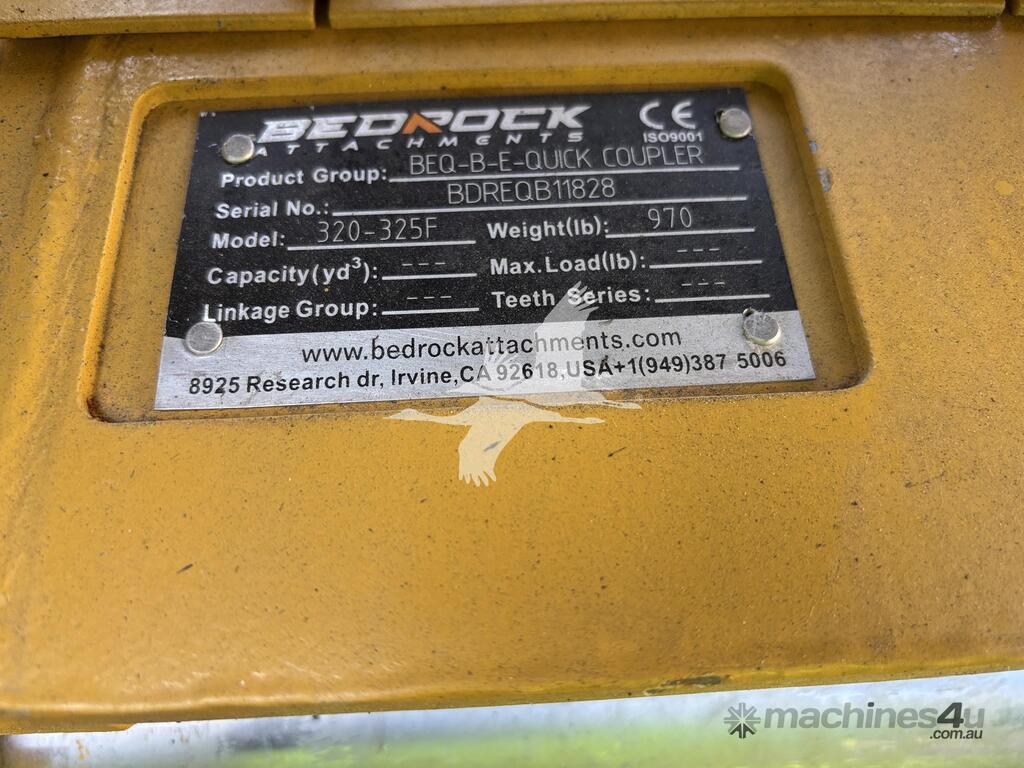 BEDROCK
ATTACHMENTS
CE
ISO9001
Product Group: BEQ-B-E-QUICK COUPLER
Serial No.: BDREQB11828
Model: 320-325F Weight(lb): 970
Capacity(yd³): --- Max.Load(lb): ---
Linkage Group: --- Teeth Series: ---
www.bedrockattachments.com
8925 Research dr, Irvine,CA 92618,USA+1(949)387 5006
machines4u
.com.au